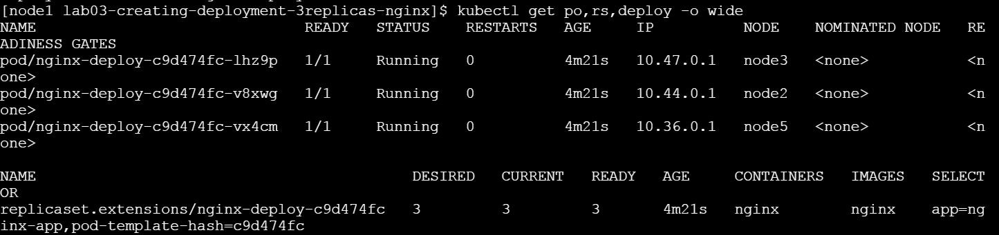 [node1 lab03-creating-deployment-3replicas-nginx]$ kubectl get po,rs,deploy -o wide
NAME READY STATUS RESTARTS AGE IP NODE NOMINATED NODE RE
ADINESS GATES
pod/nginx-deploy-c9d474fc-lhz9p 1/1 Running 0 4m21s 10.47.0.1 node3 <none> <n
one>
pod/nginx-deploy-c9d474fc-v8xwg 1/1 Running 0 4m21s 10.44.0.1 node2 <none> <n
one>
pod/nginx-deploy-c9d474fc-vx4cm 1/1 Running 0 4m21s 10.36.0.1 node5 <none> <n
one>
NAME DESIRED CURRENT READY AGE CONTAINERS IMAGES SELECT
OR
replicaset.extensions/nginx-deploy-c9d474fc 3 3 3 4m21s nginx nginx app=ng
inx-app,pod-template-hash=c9d474fc